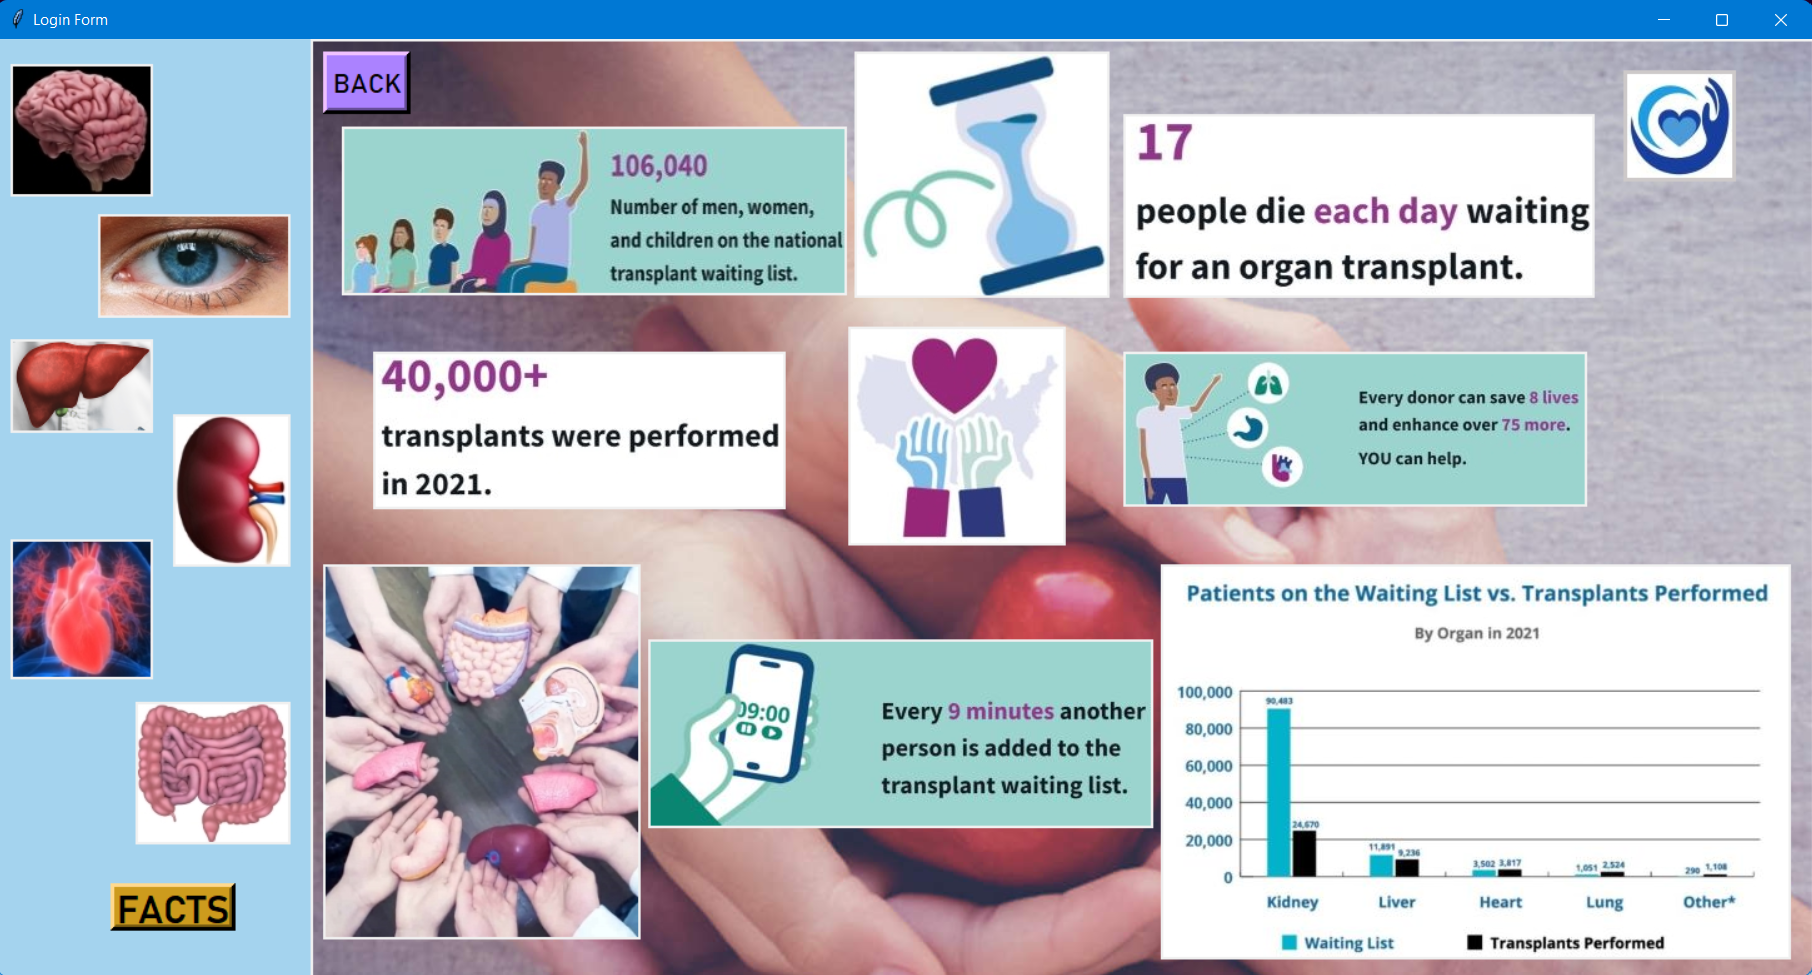 Login Form
BACK
106,040
Number of men, women,
and children on the national
transplant waiting list.
17
people die each day waiting
for an organ transplant.
40,000+
transplants were performed
in 2021.
Every donor can save 8 lives
and enhance over 75 more.
YOU can help.
09:00
Every 9 minutes another
person is added to the
transplant waiting list.
Patients on the Waiting List vs. Transplants Performed
By Organ in 2021
100,000
80,000
60,000
40,000
20,000
0
90,483
24,670
11,891 9,236
3,502 3,817
1,051 2,524
290 1,108
Kidney Liver Heart Lung Other*
Waiting List Transplants Performed
FACTS